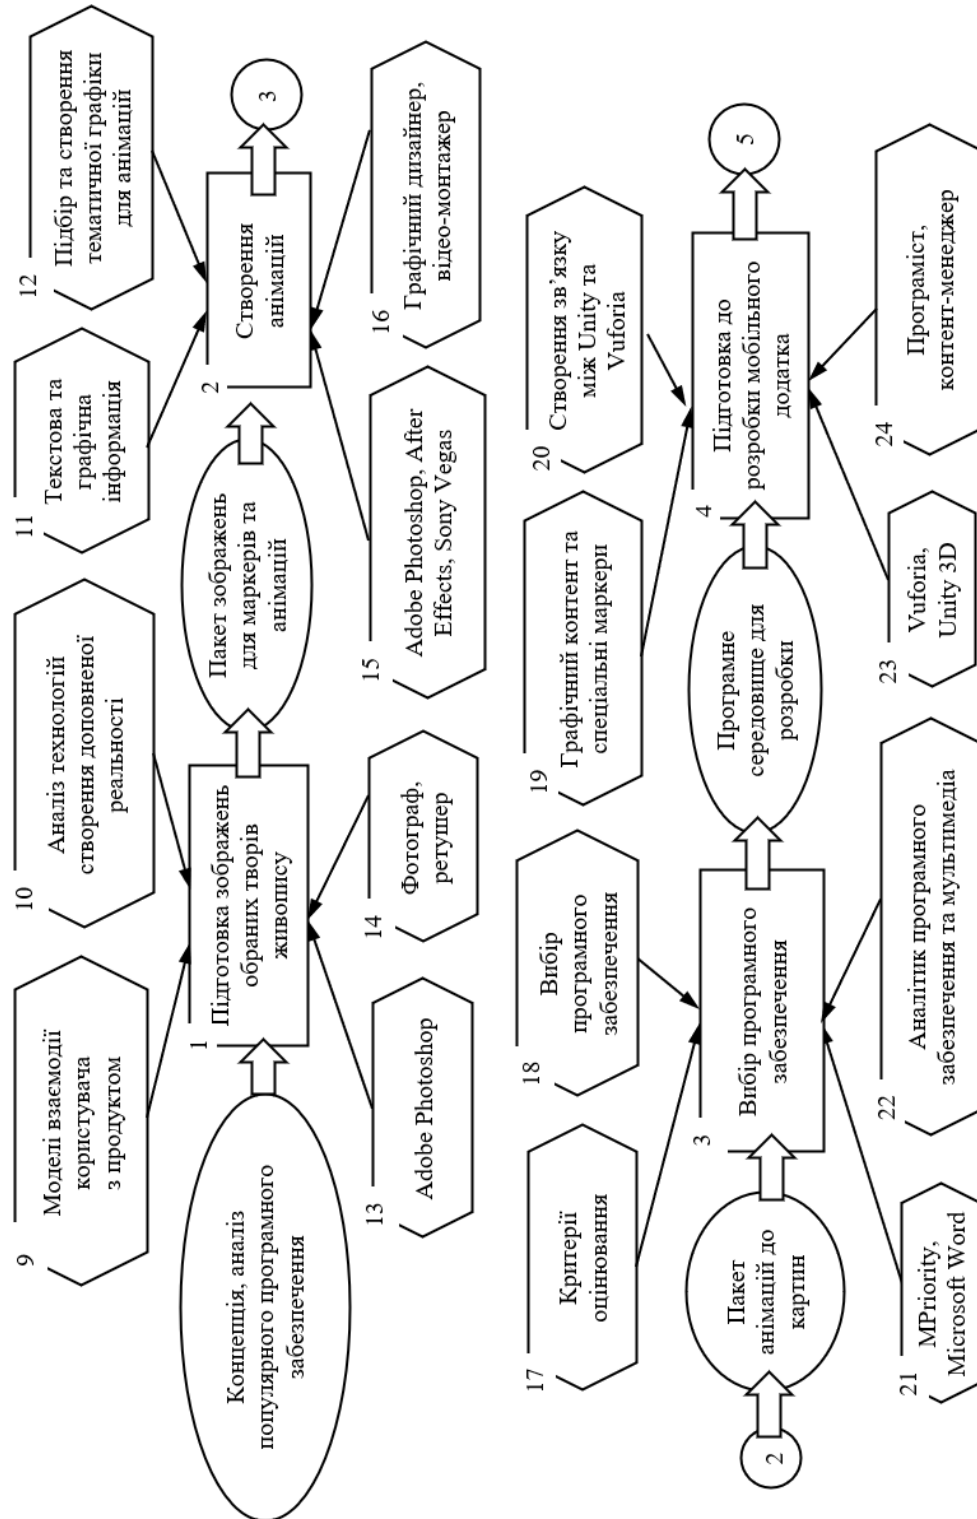 9
Моделі взаємодії
користувача
з продуктом
10
Аналіз технологій
створення доповненої
реальності
11
Текстова та
графічна
інформація
12
Підбір та створення
тематичної графіки
для анімацій
Концепція, аналіз
популярного програмного
забезпечення
1
Підготовка зображень
обраних творів
живопису
Пакет зображень
для маркерів та
анімацій
2
Створення
анімацій
3
13
Adobe Photoshop
14
Фотограф,
ретушер
15
Adobe Photoshop, After
Effects, Sony Vegas
16
Графічний дизайнер,
відео-монтажер
17
Критерії
оцінювання
18
Вибір
програмного
забезпечення
19
Графічний контент та
спеціальні маркери
20
Створення зв’язку
між Unity та
Vuforia
2
Пакет
анімацій до
картин
3
Вибір програмного
забезпечення
Програмне
середовище для
розробки
4
Підготовка до
розробки мобільного
додатка
5
21
MPriority,
Microsoft Word
22
Аналітик програмного
забезпечення та мультимедіа
23
Vuforia,
Unity 3D
24
Програміст,
контент-менеджер